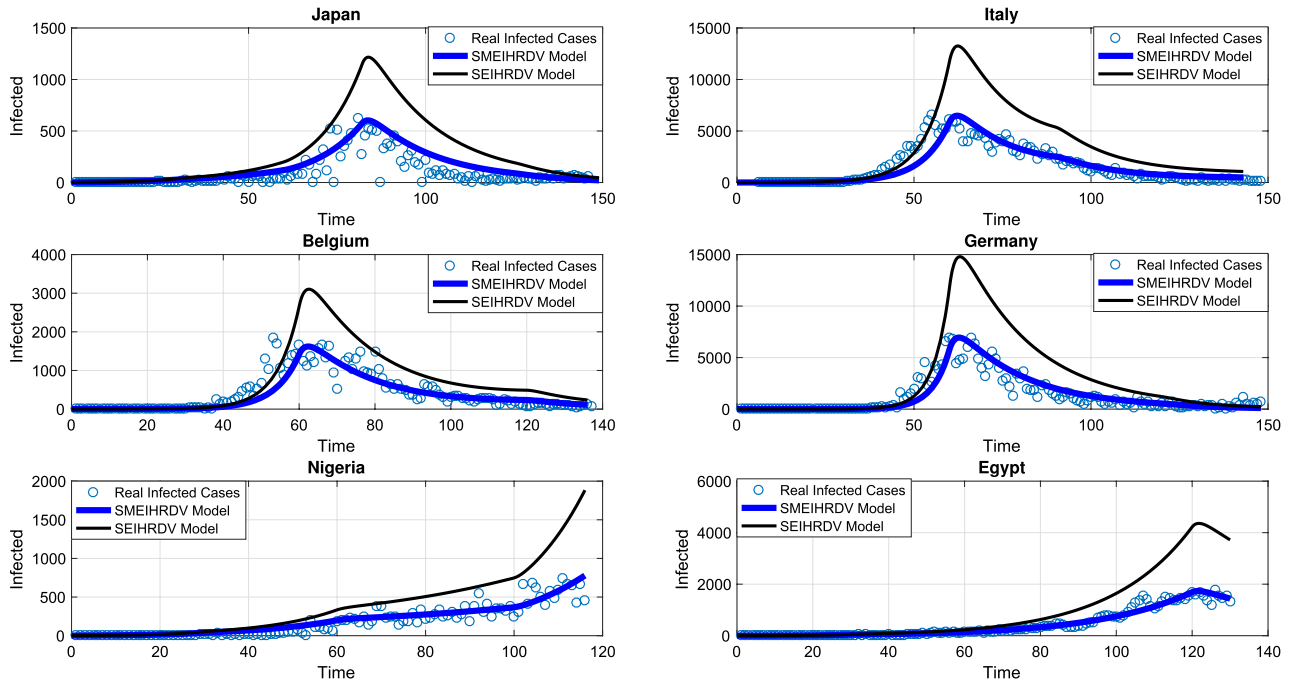 Japan
Infected
1500
1000
500
0
0 50 100 150
Time
Real Infected Cases
SMEIHRDV Model
SEIHRDV Model
Italy
Infected
15000
10000
5000
0
0 50 100 150
Time
Real Infected Cases
SMEIHRDV Model
SEIHRDV Model
Belgium
Infected
4000
3000
2000
1000
0
0 20 40 60 80 100 120 140
Time
Real Infected Cases
SMEIHRDV Model
SEIHRDV Model
Germany
Infected
15000
10000
5000
0
0 50 100 150
Time
Real Infected Cases
SMEIHRDV Model
SEIHRDV Model
Nigeria
Infected
2000
1500
1000
500
0
0 20 40 60 80 100 120
Time
Real Infected Cases
SMEIHRDV Model
SEIHRDV Model
Egypt
Infected
6000
4000
2000
0
0 20 40 60 80 100 120 140
Time
Real Infected Cases
SMEIHRDV Model
SEIHRDV Model